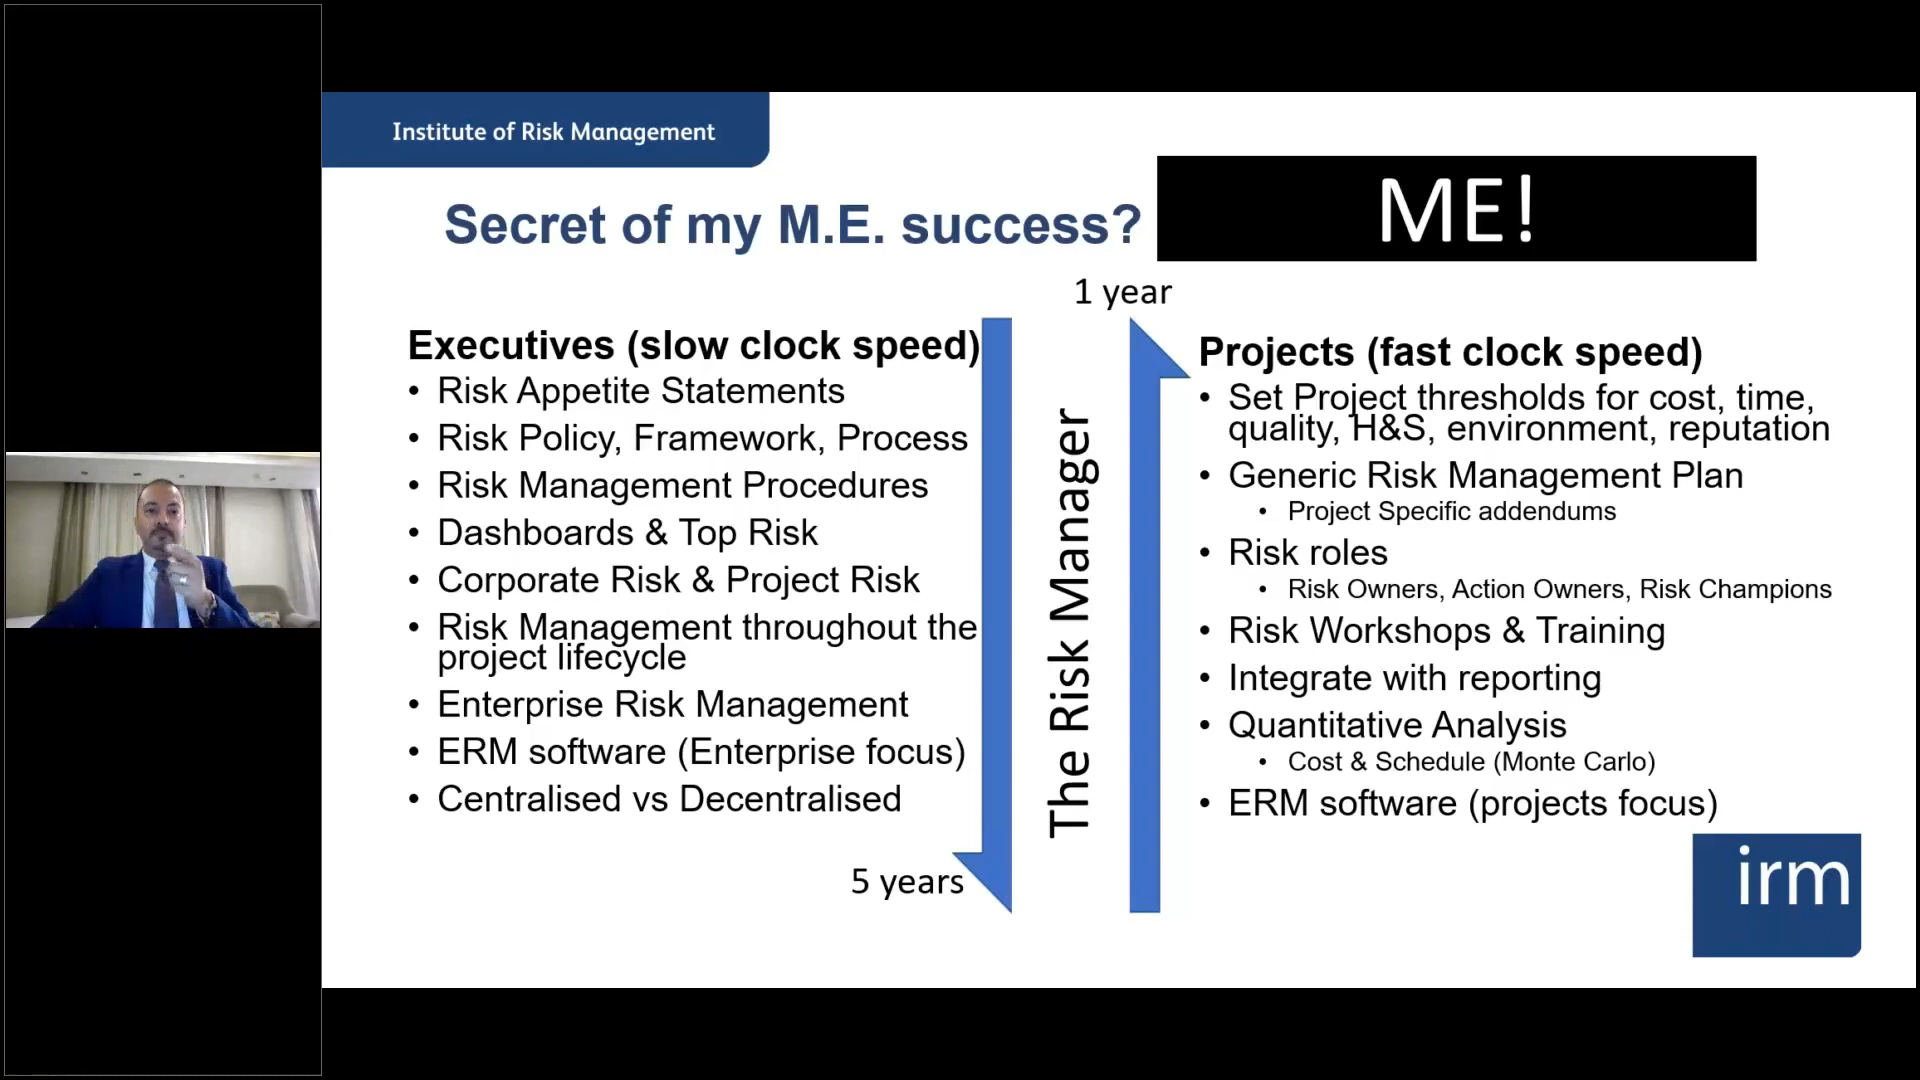 Institute of Risk Management
Secret of my M.E. success?
ME!
1 year
Executives (slow clock speed)
• Risk Appetite Statements
• Risk Policy, Framework, Process
• Risk Management Procedures
• Dashboards & Top Risk
• Corporate Risk & Project Risk
• Risk Management throughout the
project lifecycle
• Enterprise Risk Management
• ERM software (Enterprise focus)
• Centralised vs Decentralised
5 years
The Risk Manager
Projects (fast clock speed)
• Set Project thresholds for cost, time,
quality, H&S, environment, reputation
• Generic Risk Management Plan
• Project Specific addendums
• Risk roles
• Risk Owners, Action Owners, Risk Champions
• Risk Workshops & Training
• Integrate with reporting
• Quantitative Analysis
• Cost & Schedule (Monte Carlo)
• ERM software (projects focus)
irm